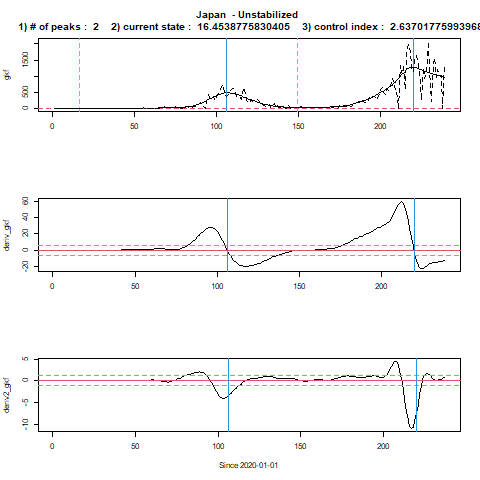 Japan - Unstabilized
1) # of peaks : 2 2) current state : 16.4538775830405 3) control index : 2.63701775993968
gkf
0 500 1500
0 50 100 150 200
deriv_gkf
-20 0 20 40 60
0 50 100 150 200
deriv2_gkf
-10 -5 0 5
0 50 100 150 200
Since 2020-01-01